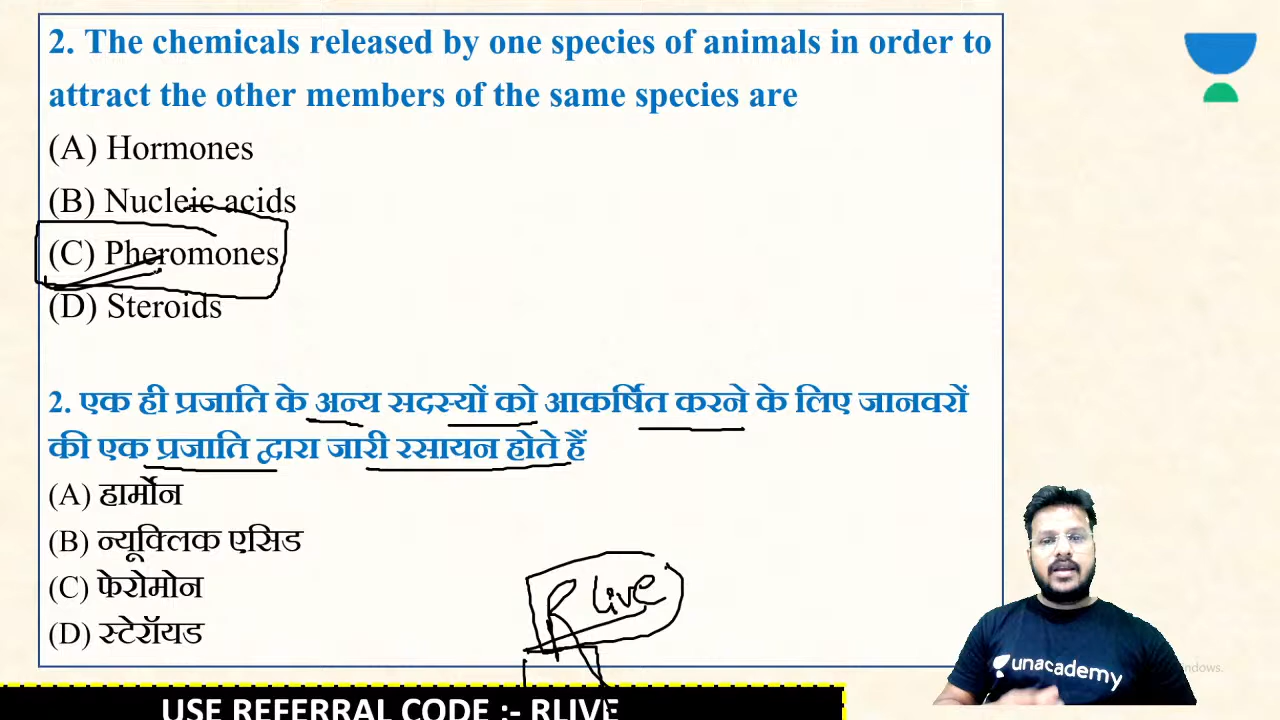 2. The chemicals released by one species of animals in order to
attract the other members of the same species are
(A) Hormones
(B) Nucleic acids
(C) Pheromones
(D) Steroids
2. एक ही प्रजाति के अन्य सदस्यों को आकर्षित करने के लिए जानवरों
की एक प्रजाति द्वारा जारी रसायन होते हैं
(A) हार्मोन
(B) न्यूक्लिक एसिड
(C) फेरोमोन
(D) स्टेरॉयड
R live
unacademy
ndows.
USE REFERRAL CODE :- RLIVE